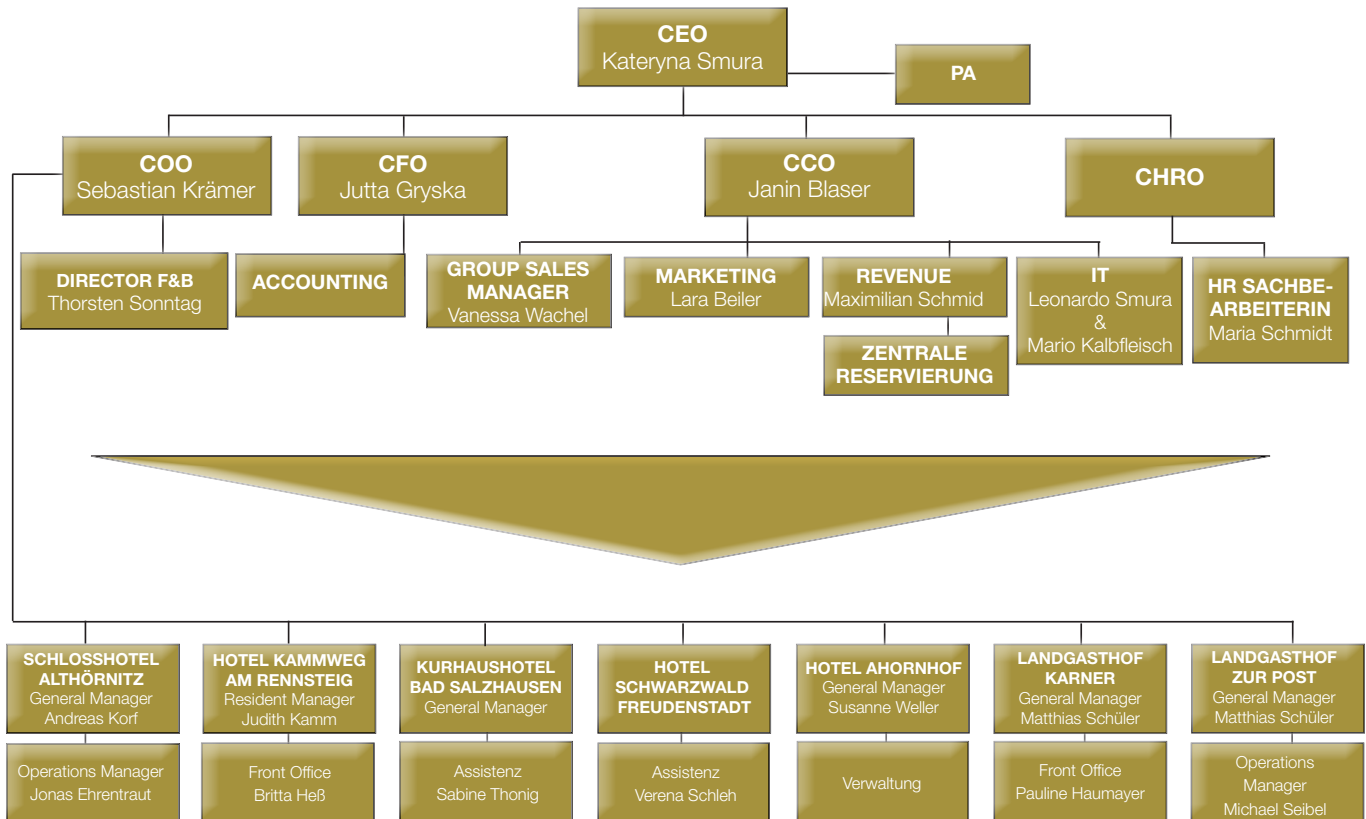 CEO
Kateryna Smura
PA
COO
Sebastian Krämer
CFO
Jutta Gryska
CCO
Janin Blaser
CHRO
DIRECTOR F&B
Thorsten Sonntag
ACCOUNTING
GROUP SALES
MANAGER
Vanessa Wachel
MARKETING
Lara Beiler
REVENUE
Maximilian Schmid
ZENTRALE
RESERVIERUNG
IT
Leonardo Smura
&
Mario Kalbfleisch
HR SACHBE-
ARBEITERIN
Maria Schmidt
SCHLOSSHOTEL
ALTHÖRNITZ
General Manager
Andreas Korf
HOTEL KAMMWEG
AM RENNSTEIG
Resident Manager
Judith Kamm
KURHAUSHOTEL
BAD SALZHAUSEN
General Manager
HOTEL
SCHWARZWALD
FREUDENSTADT
HOTEL AHORNHOF
General Manager
Susanne Weller
LANDGASTHOF
KARNER
General Manager
Matthias Schüler
LANDGASTHOF
ZUR POST
General Manager
Matthias Schüler
Operations Manager
Jonas Ehrentraut
Front Office
Britta Heß
Assistenz
Sabine Thonig
Assistenz
Verena Schleh
Verwaltung
Front Office
Pauline Haumayer
Operations
Manager
Michael Seibel